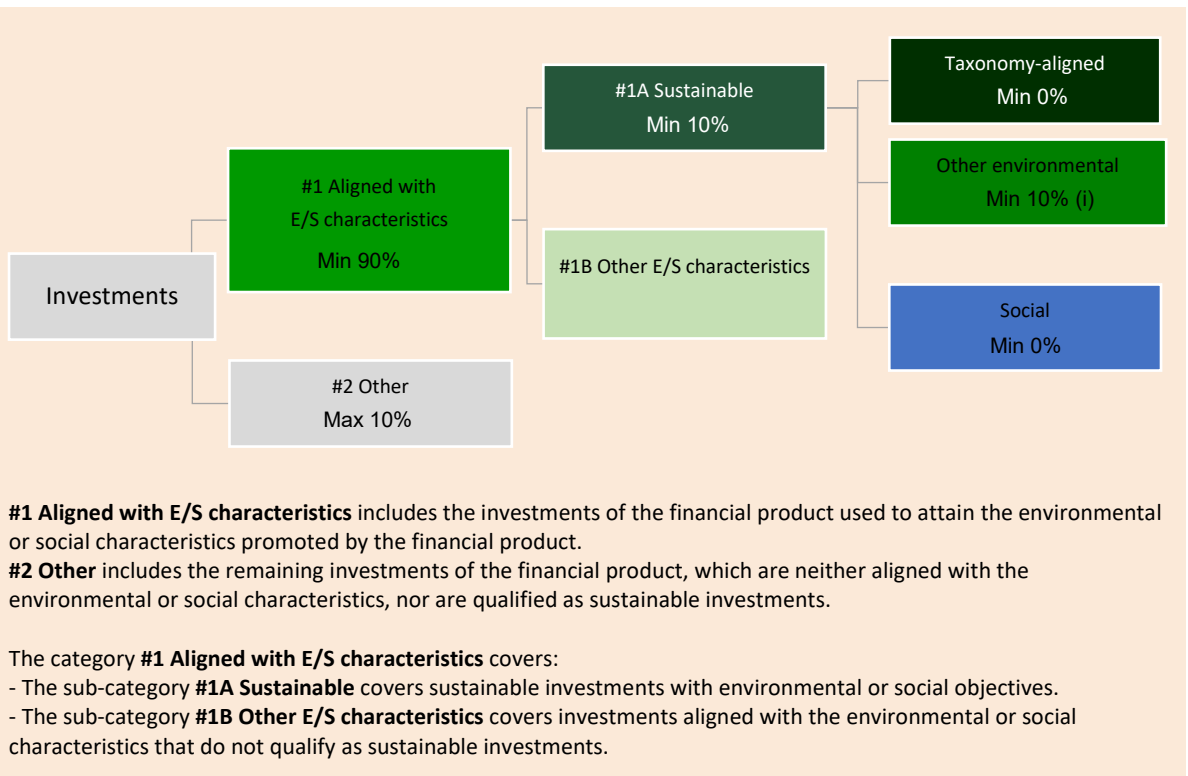 Investments
#1 Aligned with
E/S characteristics
Min 90%
#2 Other
Max 10%
#1A Sustainable
Min 10%
#1B Other E/S characteristics
Taxonomy-aligned
Min 0%
Other environmental
Min 10% (i)
Social
Min 0%
#1 Aligned with E/S characteristics includes the investments of the financial product used to attain the environmental
or social characteristics promoted by the financial product.
#2 Other includes the remaining investments of the financial product, which are neither aligned with the
environmental or social characteristics, nor are qualified as sustainable investments.
The category #1 Aligned with E/S characteristics covers:
- The sub-category #1A Sustainable covers sustainable investments with environmental or social objectives.
- The sub-category #1B Other E/S characteristics covers investments aligned with the environmental or social
characteristics that do not qualify as sustainable investments.